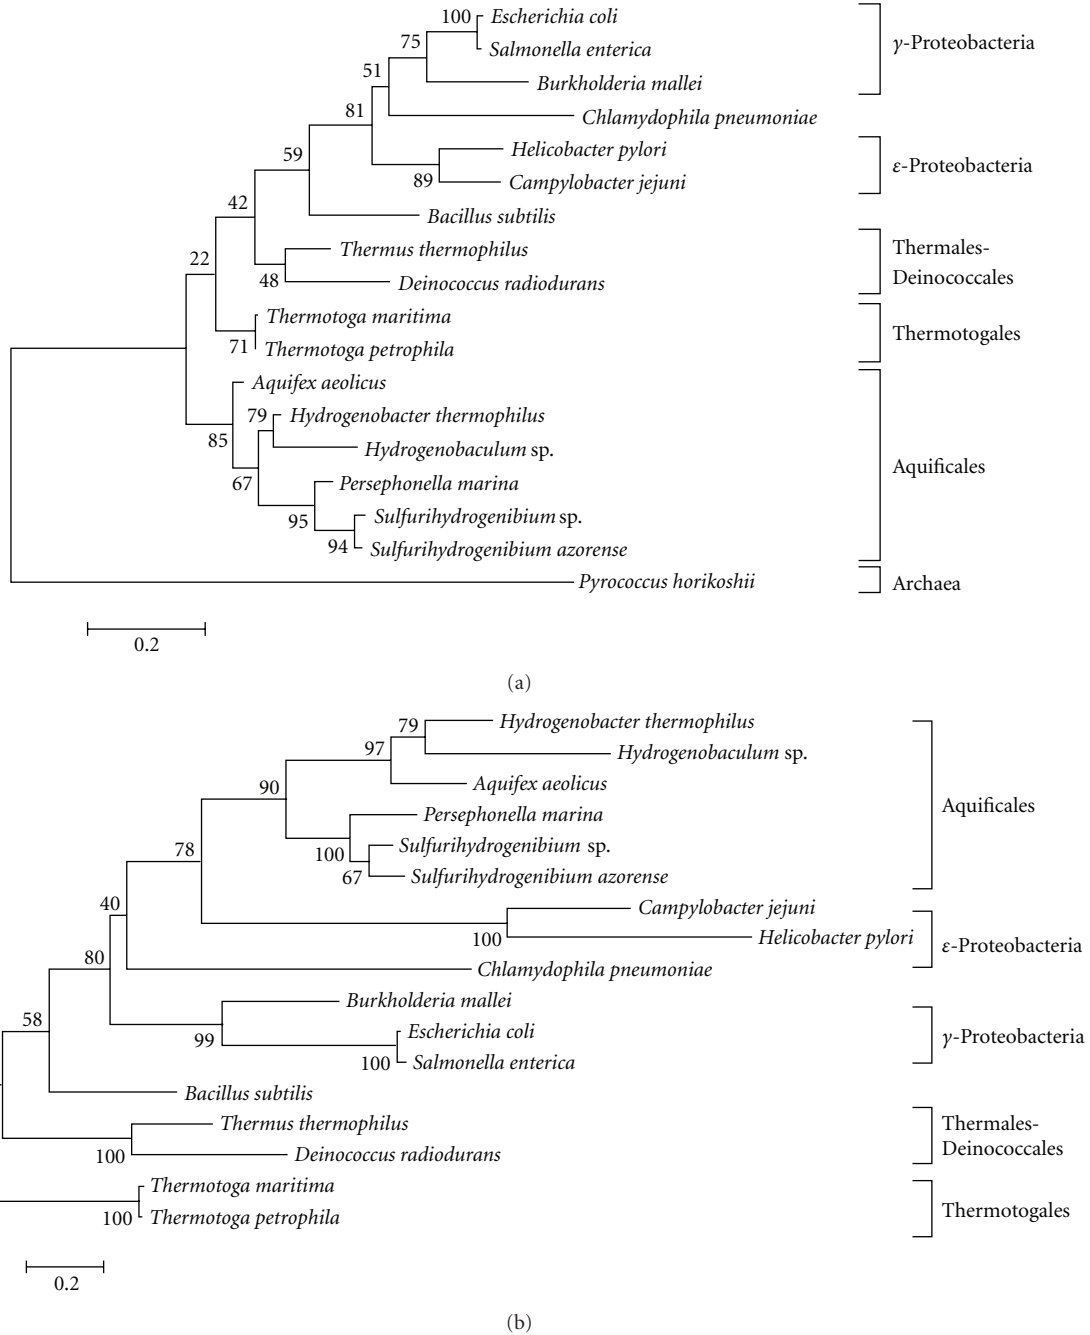 100
Escherichia coli
Salmonella enterica
75
Burkholderia mallei
γ-Proteobacteria
51
Chlamydophila pneumoniae
81
Helicobacter pylori
Campylobacter jejuni
89
ε-Proteobacteria
59
Bacillus subtilis
42
Thermus thermophilus
Deinococcus radiodurans
48
Thermales-
Deinococcales
22
Thermotoga maritima
Thermotoga petrophila
71
Thermotogales
Aquifex aeolicus
85
79
Hydrogenobacter thermophilus
Hydrogenobaculum sp.
67
Persephonella marina
95
Sulfurihydrogenibium sp.
Sulfurihydrogenibium azorense
94
Aquificales
Pyrococcus horikoshii
Archaea
0.2
(a)
79
Hydrogenobacter thermophilus
Hydrogenobaculum sp.
97
Aquifex aeolicus
90
Persephonella marina
100
Sulfurihydrogenibium sp.
Sulfurihydrogenibium azorense
67
Aquificales
78
Campylobacter jejuni
Helicobacter pylori
100
ε-Proteobacteria
40
Chlamydophila pneumoniae
80
Burkholderia mallei
99
Escherichia coli
Salmonella enterica
100
γ-Proteobacteria
58
Bacillus subtilis
Thermus thermophilus
Deinococcus radiodurans
100
Thermales-
Deinococcales
Thermotoga maritima
Thermotoga petrophila
100
Thermotogales
0.2
(b)